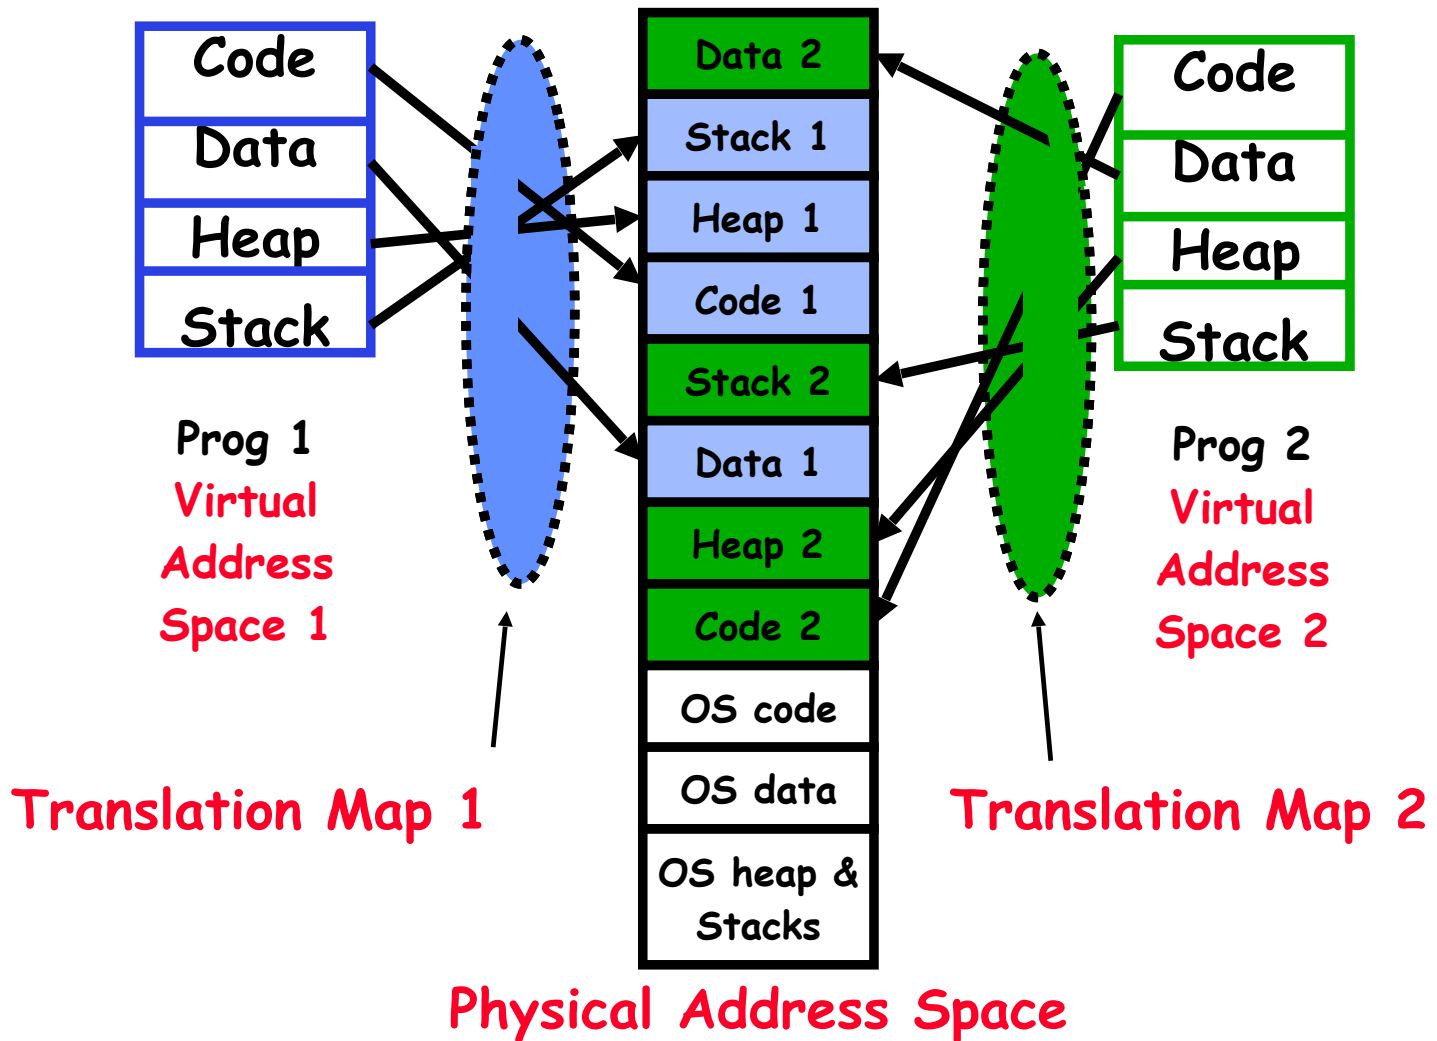 Code
Data
Heap
Stack
Prog 1
Virtual
Address
Space 1
Translation Map 1
Data 2
Stack 1
Heap 1
Code 1
Stack 2
Data 1
Heap 2
Code 2
OS code
OS data
OS heap &
Stacks
Physical Address Space
Code
Data
Heap
Stack
Prog 2
Virtual
Address
Space 2
Translation Map 2